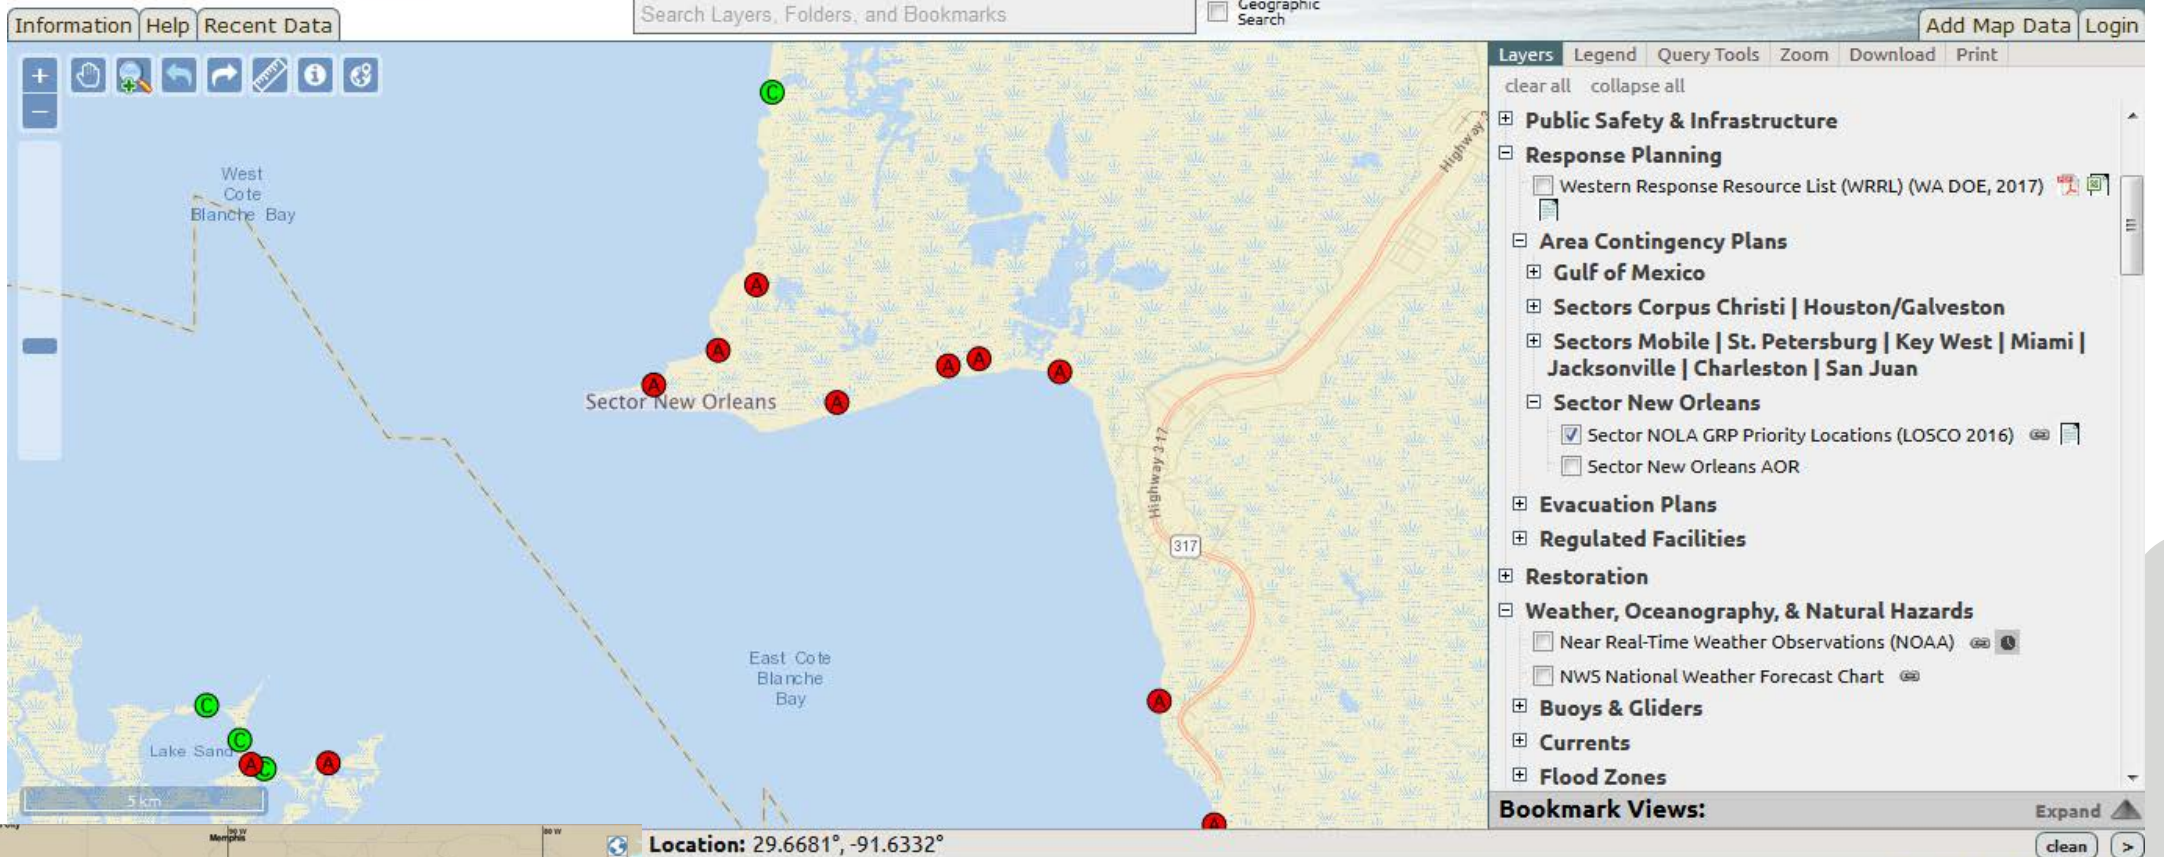 Information Help Recent Data
Search Layers, Folders, and Bookmarks
Geographic
Search
Add Map Data Login
Layers Legend Query Tools Zoom Download Print
clear all collapse all
Public Safety & Infrastructure
Response Planning
Western Response Resource List (WRRL) (WA DOE, 2017)
Area Contingency Plans
Gulf of Mexico
Sectors Corpus Christi | Houston/Galveston
Sectors Mobile | St. Petersburg | Key West | Miami |
Jacksonville | Charleston | San Juan
Sector New Orleans
Sector NOLA GRP Priority Locations (LOSCO 2016)
Sector New Orleans AOR
Evacuation Plans
Regulated Facilities
Restoration
Weather, Oceanography, & Natural Hazards
Near Real-Time Weather Observations (NOAA)
NWS National Weather Forecast Chart
Buoys & Gliders
Currents
Flood Zones
Bookmark Views: Expand
clean >
+
−
C
West
Cote
Blanche Bay
Highway 3
A
A
A
A
A
A
A
Sector New Orleans
Highway 317
317
East Cote
Blanche
Bay
A
C
C
Lake Sand
A C
A
A
5 km
90 W
Memphis
80 W
Location: 29.6681°, -91.6332°